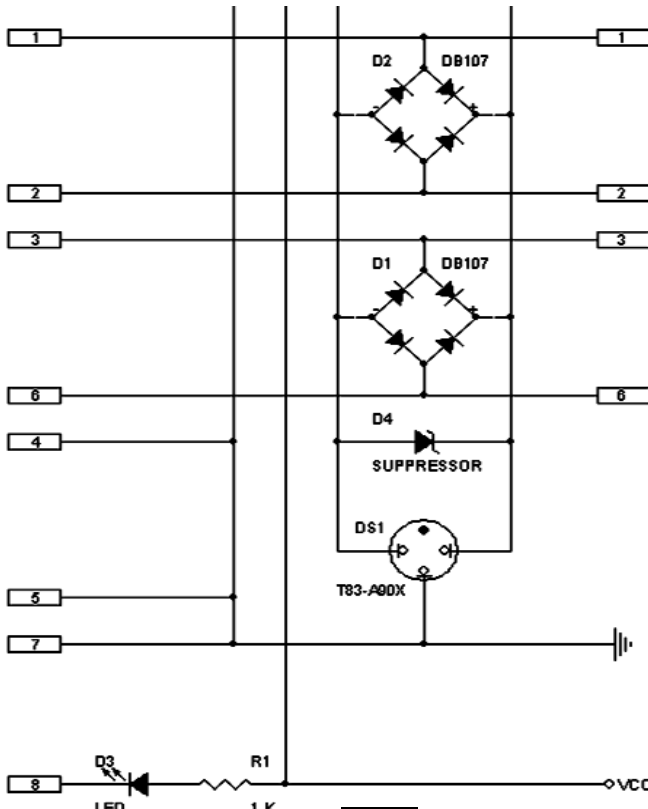 1 1
D2 DB107
- +
2 2
3 3
D1 DB107
- +
6 6
D4
4
SUPPRESSOR
DS1
T83-A90X
5
7
D3 R1
8 VCC
LED 1 K